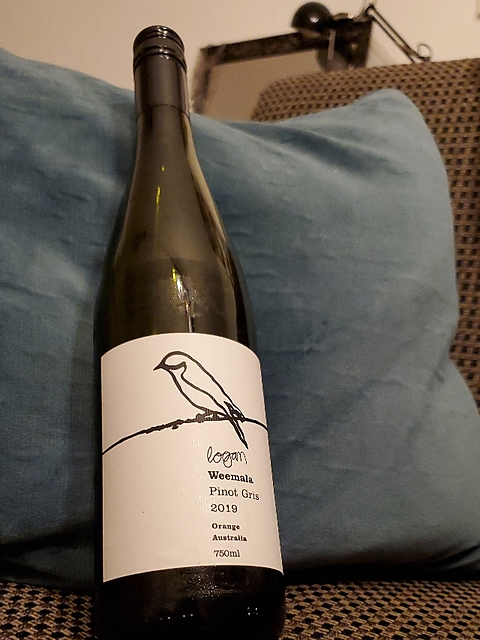 logan
Weemala
Pinot Gris
2019
Orange
Australia
750ml